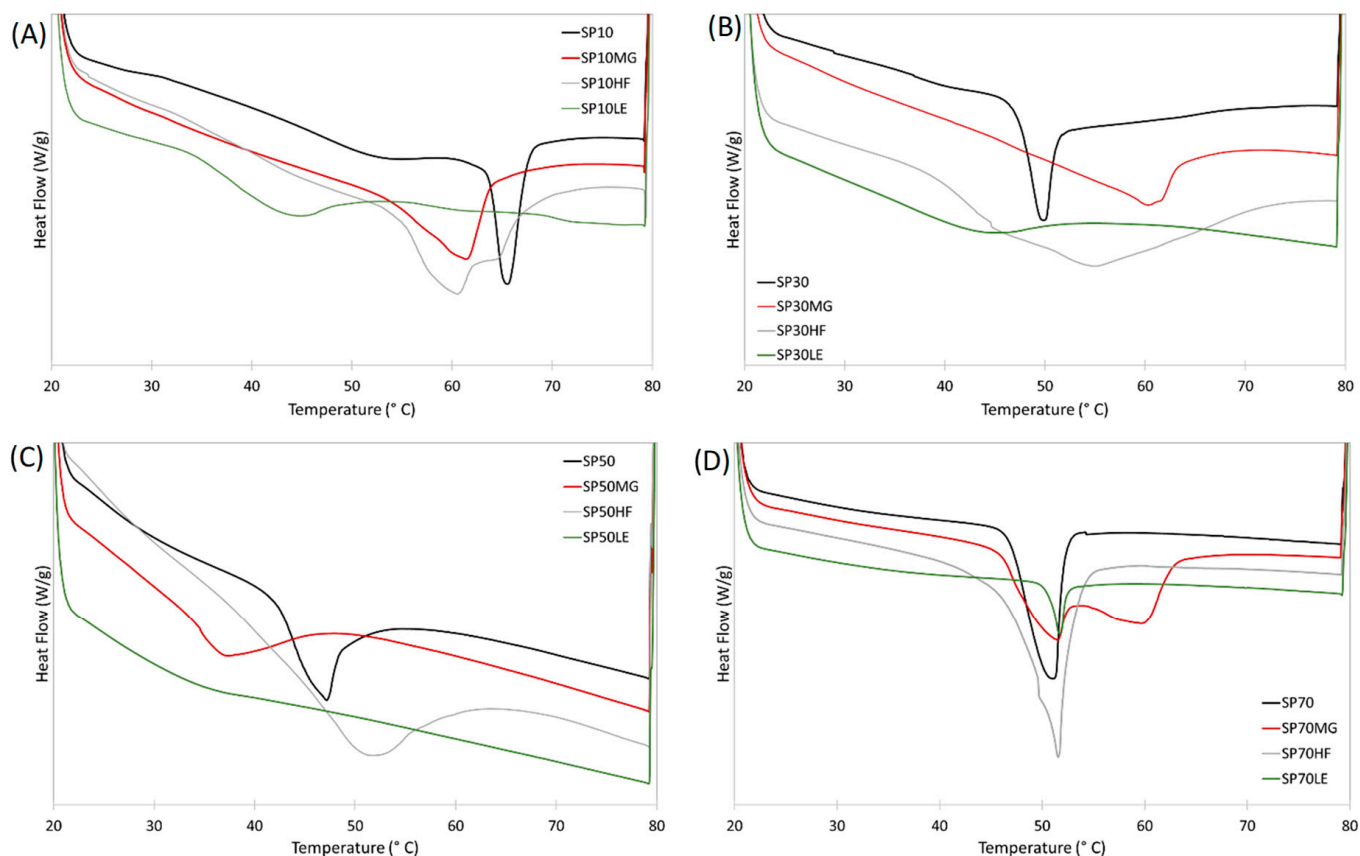 (A)
SP10
SP10MG
SP10HF
SP10LE
Heat Flow (W/g)
20 30 40 50 60 70 80
Temperature (° C)
(B)
SP30
SP30MG
SP30HF
SP30LE
Heat Flow (W/g)
20 30 40 50 60 70 80
Temperature (° C)
(C)
SP50
SP50MG
SP50HF
SP50LE
Heat Flow (W/g)
20 30 40 50 60 70 80
Temperature (° C)
(D)
SP70
SP70MG
SP70HF
SP70LE
Heat Flow (W/g)
20 30 40 50 60 70 80
Temperature (° C)